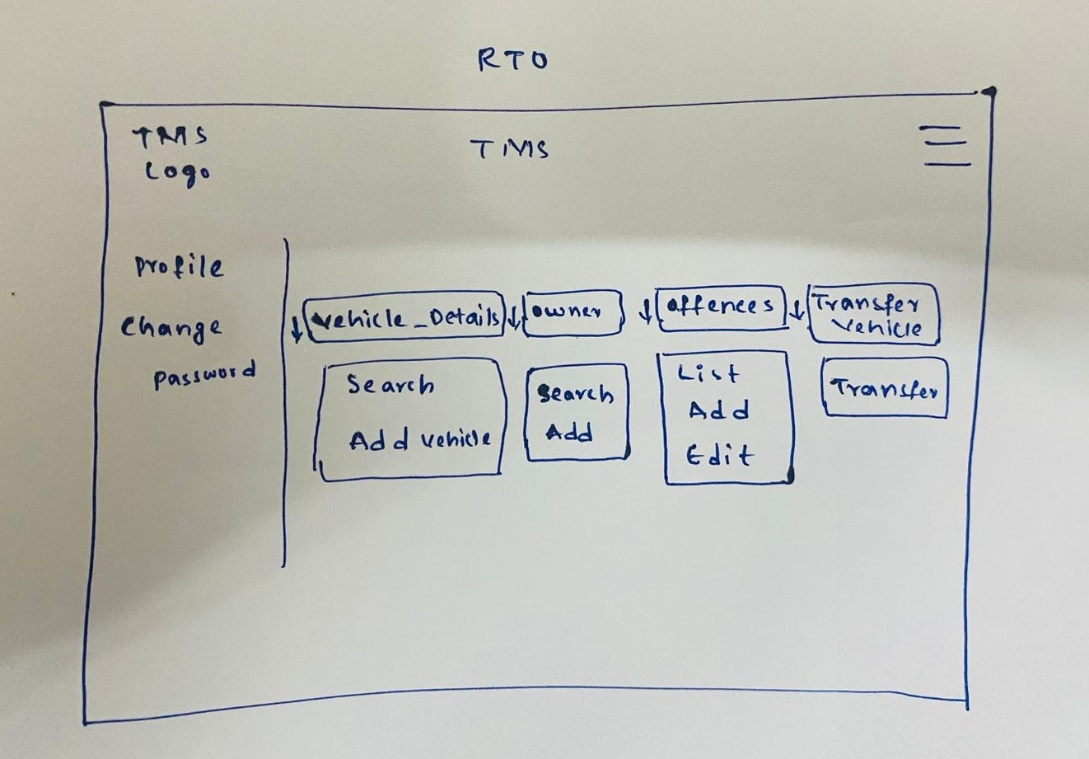 RTO
TMS
Logo
TMS
Profile
Change
Password
Vehicle_Details
Owner
Offences
Transfer
Vehicle
Search
Add vehicle
Search
Add
List
Add
Edit
Transfer